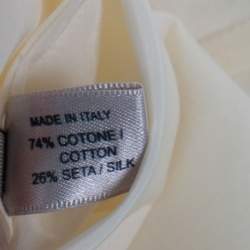 MADE IN ITALY
74% COTONE /
COTTON
26% SETA / SILK